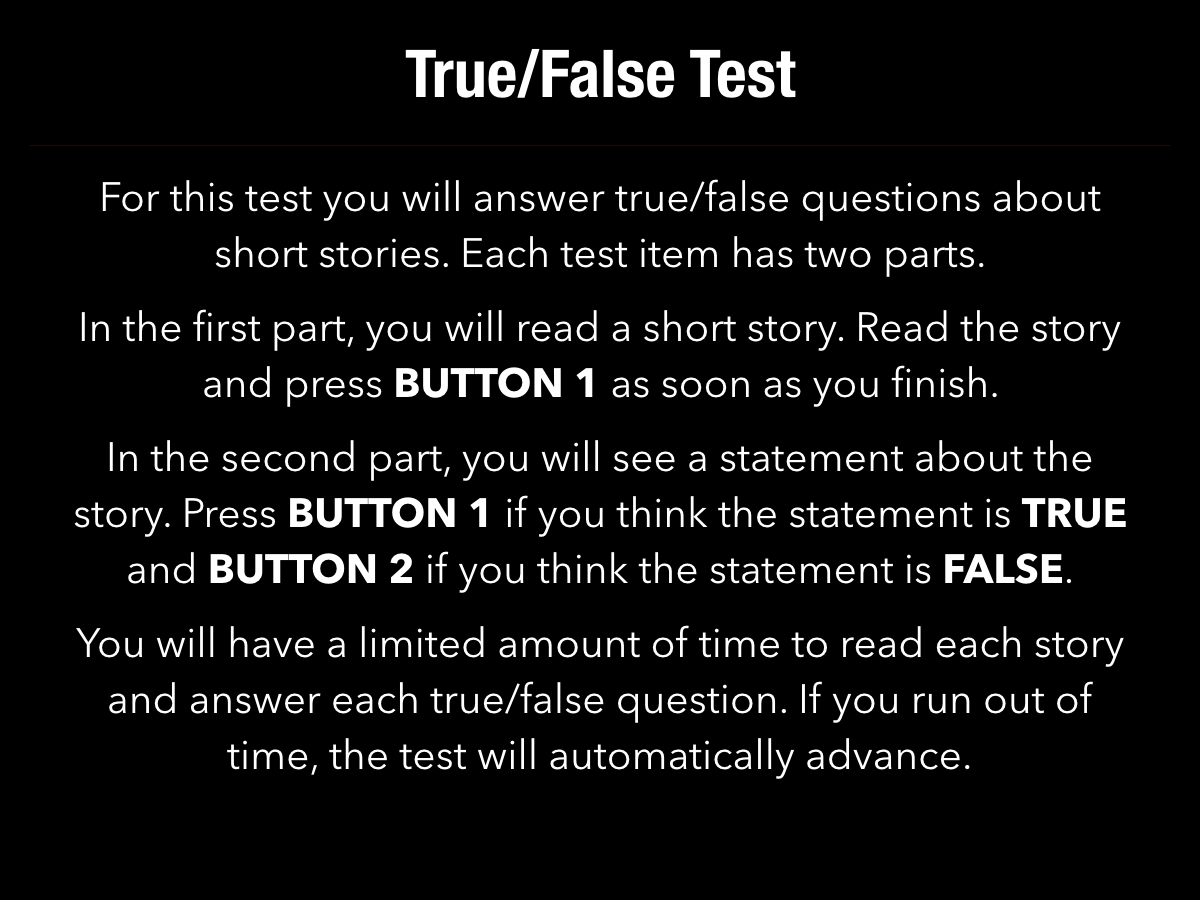 True/False Test
For this test you will answer true/false questions about
short stories. Each test item has two parts.
In the first part, you will read a short story. Read the story
and press BUTTON 1 as soon as you finish.
In the second part, you will see a statement about the
story. Press BUTTON 1 if you think the statement is TRUE
and BUTTON 2 if you think the statement is FALSE.
You will have a limited amount of time to read each story
and answer each true/false question. If you run out of
time, the test will automatically advance.